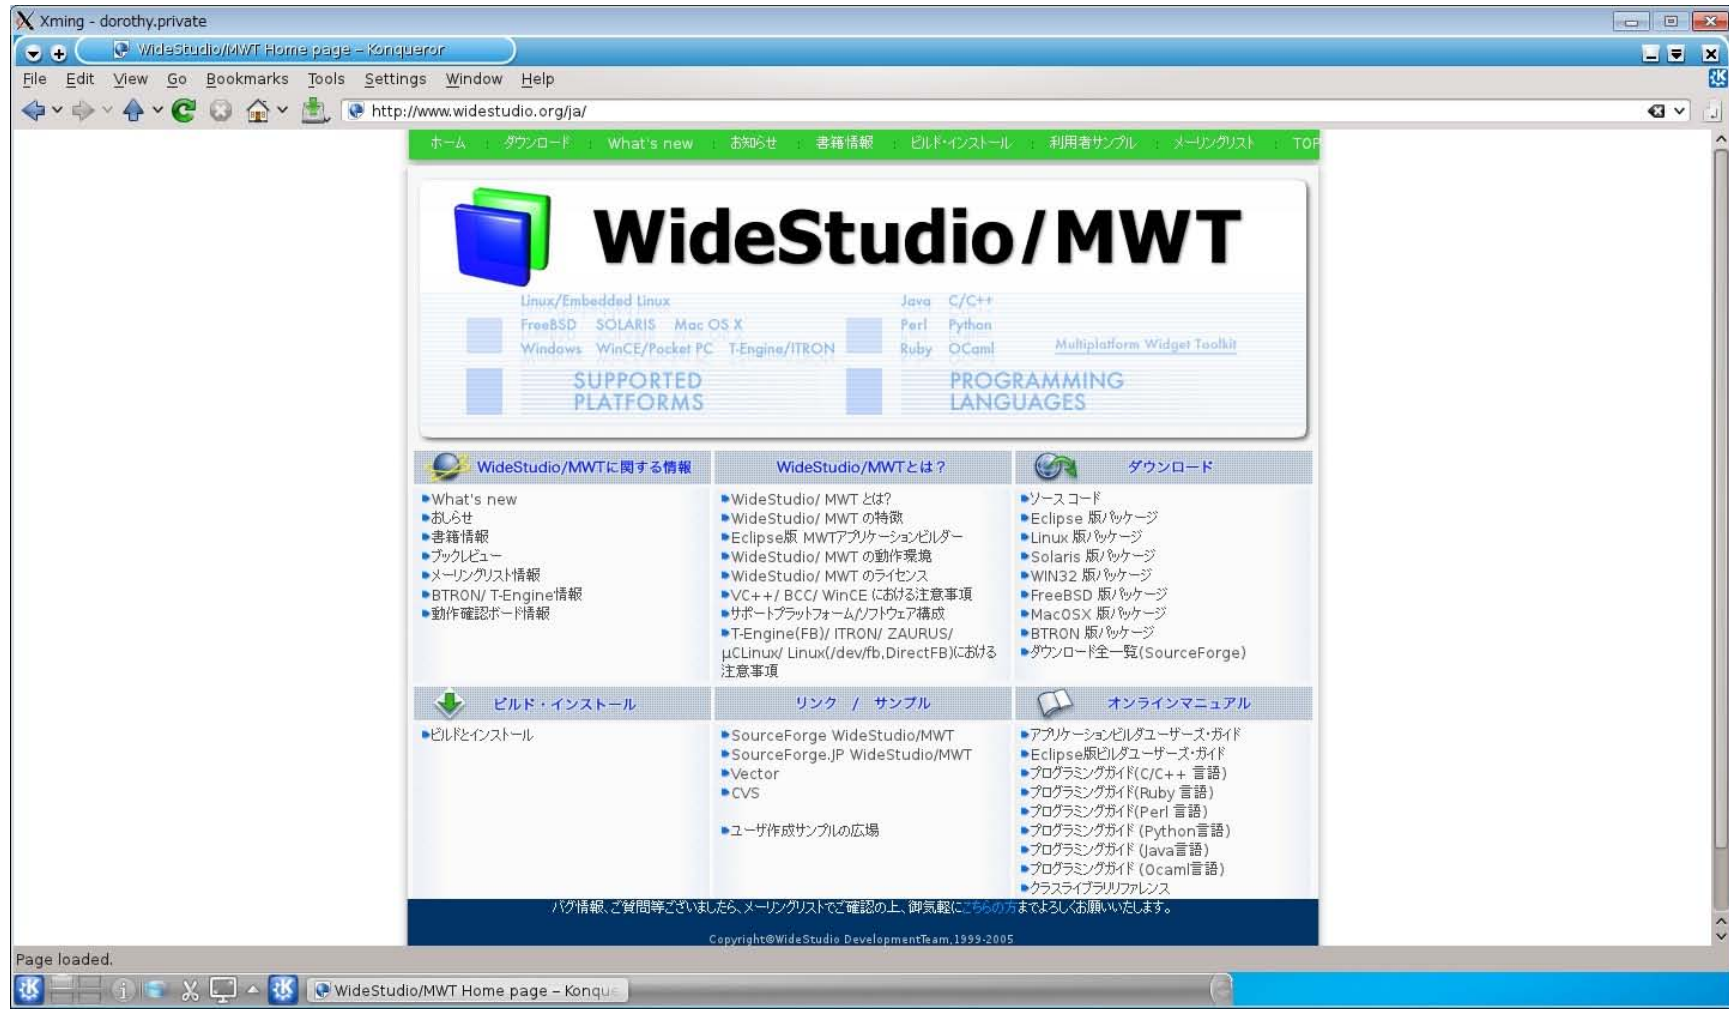 Xming - dorothy.private
WideStudio/MWT Home page – Konqueror
File Edit View Go Bookmarks Tools Settings Window Help
http://www.widestudio.org/ja/
ホーム : ダウンロード : What's new : お知らせ : 書籍情報 : ビルド・インストール : 利用者サンプル : メーリングリスト : TOP
WideStudio/MWT
Linux/Embedded Linux
FreeBSD SOLARIS Mac OS X
Windows WinCE/Pocket PC T-Engine/ITRON
SUPPORTED
PLATFORMS
Java C/C++
Perl Python
Ruby OCaml
Multiplatform Widget Toolkit
PROGRAMMING
LANGUAGES
WideStudio/MWTに関する情報
What's new
おしらせ
書籍情報
ブックレビュー
メーリングリスト情報
BTRON/ T-Engine情報
動作確認ボード情報
WideStudio/MWTとは？
WideStudio/ MWT とは?
WideStudio/ MWT の特徴
Eclipse版 MWTアプリケーションビルダー
WideStudio/ MWT の動作環境
WideStudio/ MWT のライセンス
VC++/ BCC/ WinCE における注意事項
サポートプラットフォーム/ソフトウェア構成
T-Engine(FB)/ ITRON/ ZAURUS/
μCLinux/ Linux(/dev/fb,DirectFB)における
注意事項
ダウンロード
ソース コード
Eclipse 版パッケージ
Linux 版パッケージ
Solaris 版パッケージ
WIN32 版パッケージ
FreeBSD 版パッケージ
MacOSX 版パッケージ
BTRON 版パッケージ
ダウンロード全一覧(SourceForge)
ビルド・インストール
ビルドとインストール
リンク / サンプル
SourceForge WideStudio/MWT
SourceForge.JP WideStudio/MWT
Vector
CVS
ユーザ作成サンプルの広場
オンラインマニュアル
アプリケーションビルダユーザーズ・ガイド
Eclipse版ビルダユーザーズ・ガイド
プログラミングガイド(C/C++ 言語)
プログラミングガイド(Ruby 言語)
プログラミングガイド(Perl 言語)
プログラミングガイド (Python言語)
プログラミングガイド (Java言語)
プログラミングガイド (Ocaml言語)
クラスライブラリリファレンス
バグ情報、ご質問等ございましたら、メーリングリストでご確認の上、御気軽にこちらの方までよろしくお願いいたします。
Copyright©WideStudio DevelopmentTeam,1999-2005
Page loaded.
WideStudio/MWT Home page – Konque